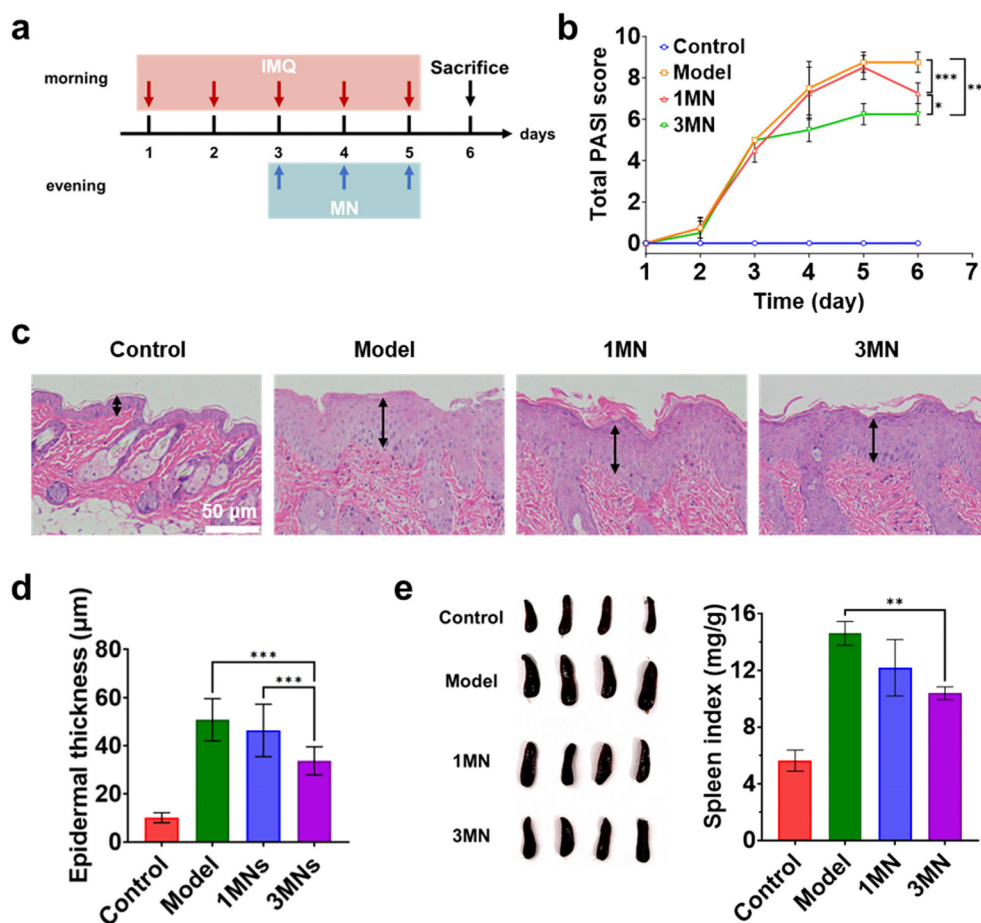 a
morning
IMQ
Sacrifice
days
1 2 3 4 5 6
evening
MN
b
Total PASI score
10
8
6
4
2
0
Control
Model
1MN
3MN
***
*
**
1 2 3 4 5 6 7
Time (day)
c
Control Model 1MN 3MN
50 μm
d
Epidermal thickness (μm)
80
60
40
20
0
***
***
Control Model 1MNs 3MNs
e
Control
Model
1MN
3MN
Spleen index (mg/g)
16
12
8
4
0
**
Control Model 1MN 3MN